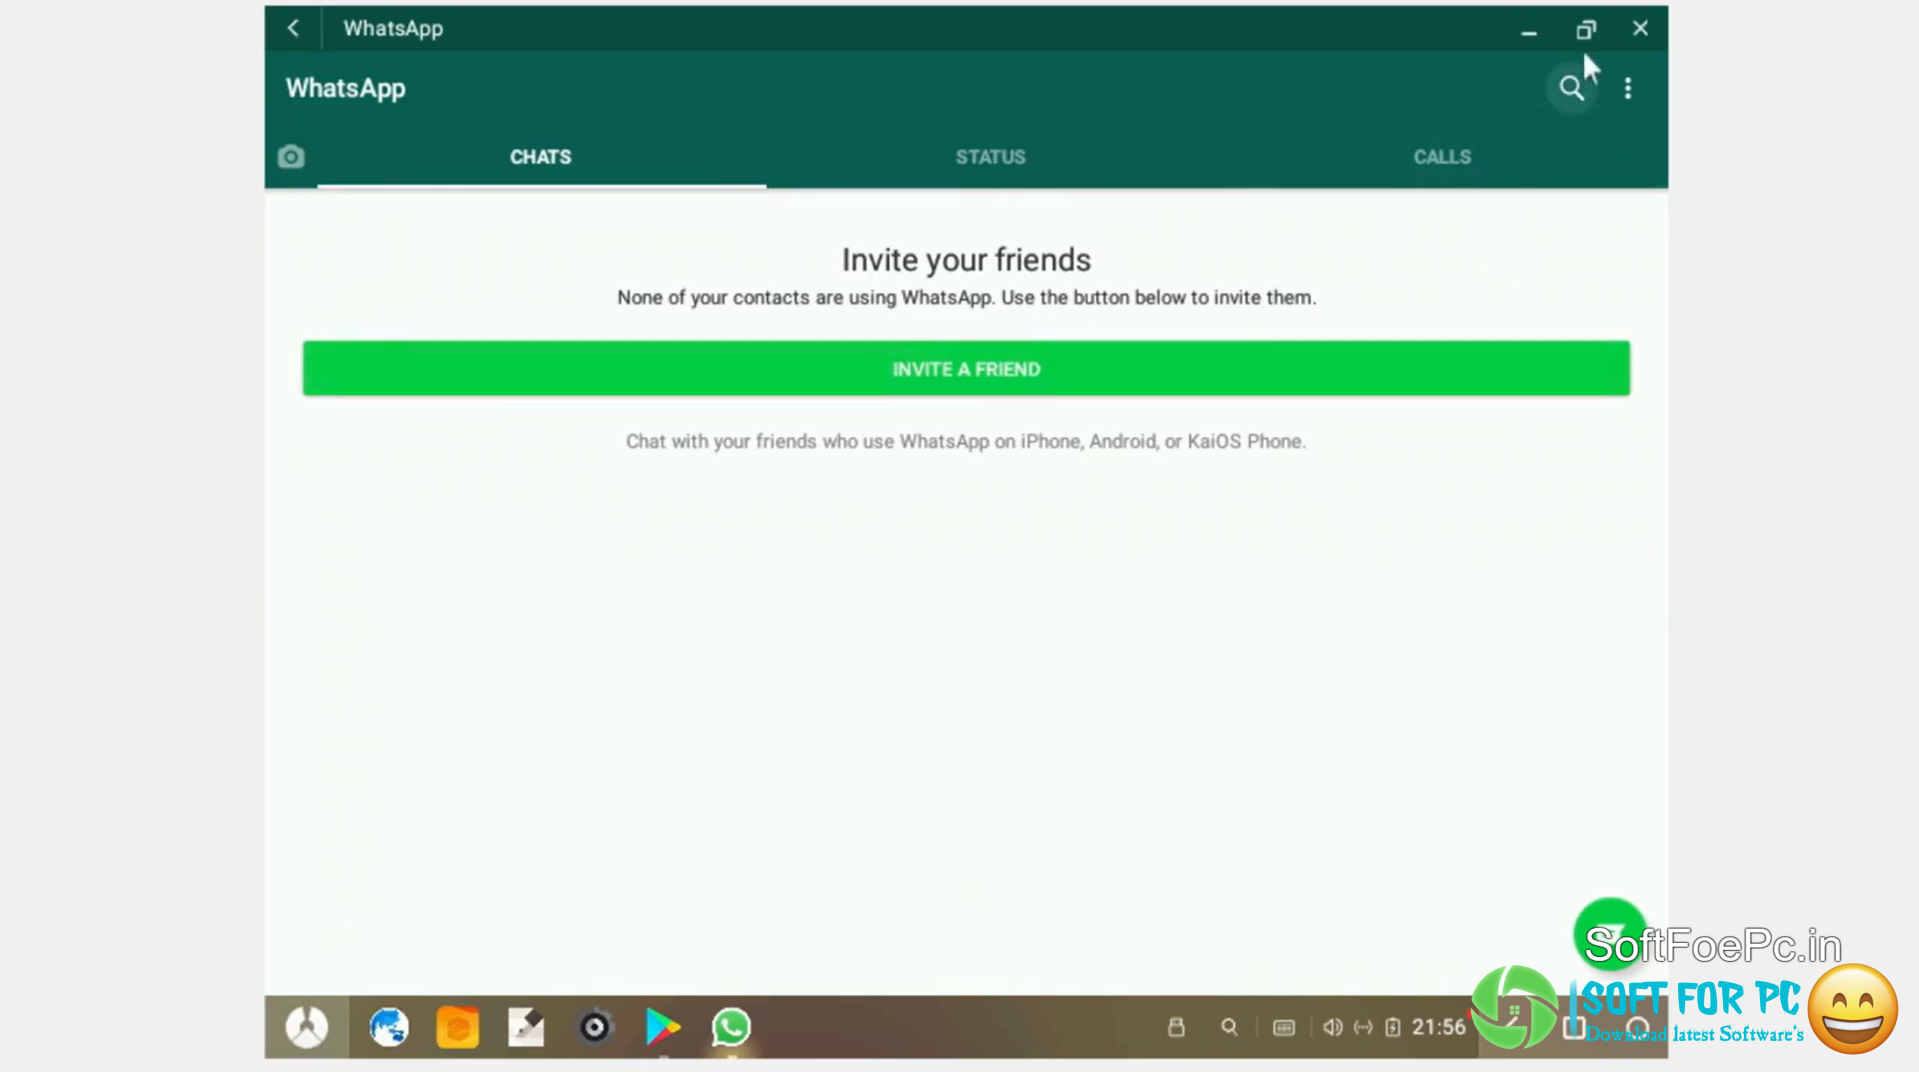 WhatsApp
WhatsApp
CHATS STATUS CALLS
Invite your friends
None of your contacts are using WhatsApp. Use the button below to invite them.
INVITE A FRIEND
Chat with your friends who use WhatsApp on iPhone, Android, or KaiOS Phone.
SoftFoePc.in
SOFT FOR PC
21:56
Download latest Software's